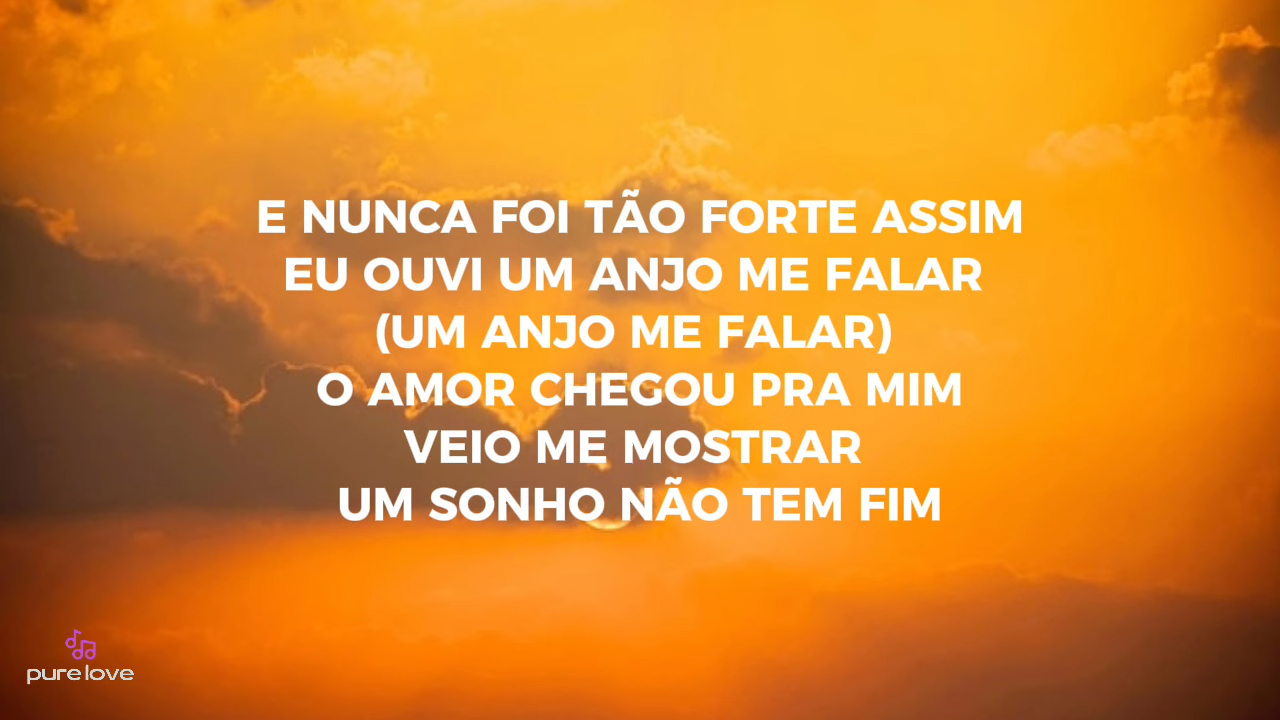 E NUNCA FOI TÃO FORTE ASSIM
EU OUVI UM ANJO ME FALAR
(UM ANJO ME FALAR)
O AMOR CHEGOU PRA MIM
VEIO ME MOSTRAR
UM SONHO NÃO TEM FIM
pure love